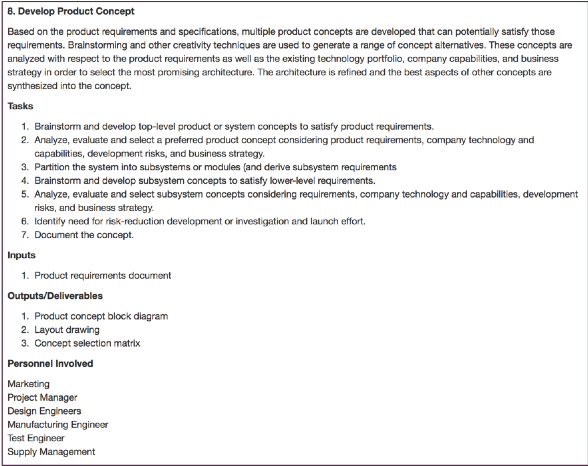 8. Develop Product Concept
Based on the product requirements and specifications, multiple product concepts are developed that can potentially satisfy those
requirements. Brainstorming and other creativity techniques are used to generate a range of concept alternatives. These concepts are
analyzed with respect to the product requirements as well as the existing technology portfolio, company capabilities, and business
strategy in order to select the most promising architecture. The architecture is refined and the best aspects of other concepts are
synthesized into the concept.
Tasks
1. Brainstorm and develop top-level product or system concepts to satisfy product requirements.
2. Analyze, evaluate and select a preferred product concept considering product requirements, company technology and
capabilities, development risks, and business strategy.
3. Partition the system into subsystems or modules (and derive subsystem requirements
4. Brainstorm and develop subsystem concepts to satisfy lower-level requirements.
5. Analyze, evaluate and select subsystem concepts considering requirements, company technology and capabilities, development
risks, and business strategy.
6. Identify need for risk-reduction development or investigation and launch effort.
7. Document the concept.
Inputs
1. Product requirements document
Outputs/Deliverables
1. Product concept block diagram
2. Layout drawing
3. Concept selection matrix
Personnel Involved
Marketing
Project Manager
Design Engineers
Manufacturing Engineer
Test Engineer
Supply Management